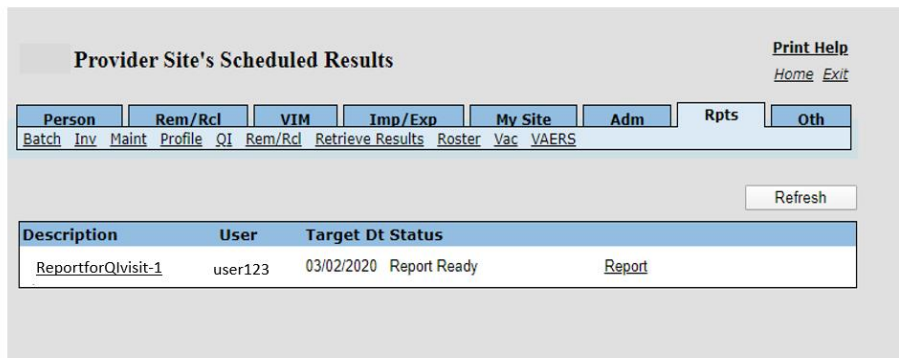 Provider Site's Scheduled Results
Print Help
Home Exit
Person Rem/Rcl VIM Imp/Exp My Site Adm Rpts Oth
Batch Inv Maint Profile QI Rem/Rcl Retrieve Results Roster Vac VAERS
Refresh
Description User Target Dt Status
ReportforQIvisit-1 user123 03/02/2020 Report Ready Report